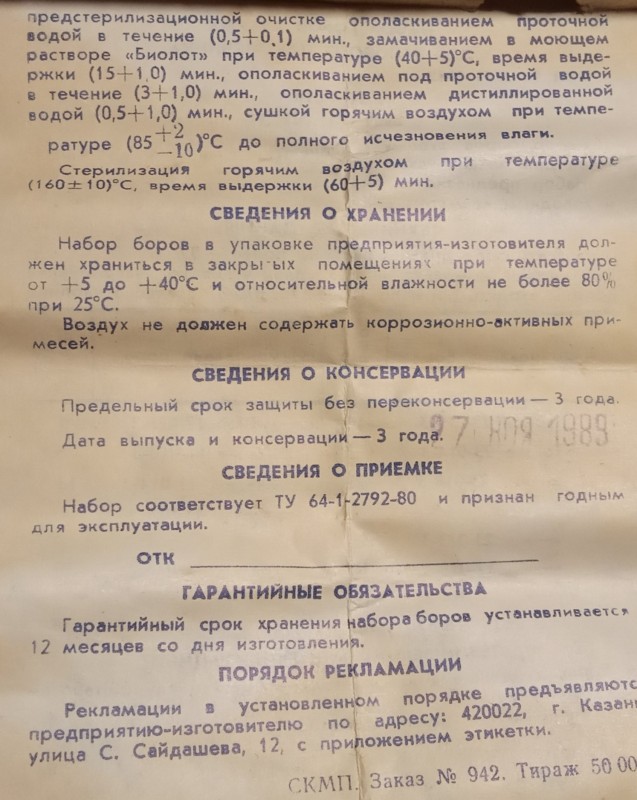 предстерилизационной очистке ополаскиванием проточной
водой в течение (0,5+0,1) мин., замачиванием в моющем
растворе «Биолот» при температуре (40+5)°С, время выде-
ржки (15+1,0) мин., ополаскиванием под проточной водой
в течение (3+1,0) мин., ополаскиванием дистиллированной
водой (0,5+1,0) мин., сушкой горячим воздухом при темпе-
ратуре (85 +2 —10)°С до полного исчезновения влаги.
Стерилизация горячим воздухом при температуре
(160±10)°С, время выдержки (60+5) мин.
СВЕДЕНИЯ О ХРАНЕНИИ
Набор боров в упаковке предприятия-изготовителя дол-
жен храниться в закрытых помещениях при температуре
от +5 до +40°С и относительной влажности не более 80%
при 25°С.
Воздух не должен содержать коррозионно-активных при-
месей.
СВЕДЕНИЯ О КОНСЕРВАЦИИ
Предельный срок защиты без переконсервации — 3 года.
Дата выпуска и консервации — 3 года. 27 НОЯ 1989
СВЕДЕНИЯ О ПРИЕМКЕ
Набор соответствует ТУ 64-1-2792-80 и признан годным
для эксплуатации.
ОТК
ГАРАНТИЙНЫЕ ОБЯЗАТЕЛЬСТВА
Гарантийный срок хранения набора боров устанавливается
12 месяцев со дня изготовления.
ПОРЯДОК РЕКЛАМАЦИИ
Рекламации в установленном порядке предъявляютс
предприятию-изготовителю по адресу: 420022, г. Казань
улица С. Сайдашева, 12, с приложением этикетки.
СКМП. Заказ № 942. Тираж 50 00